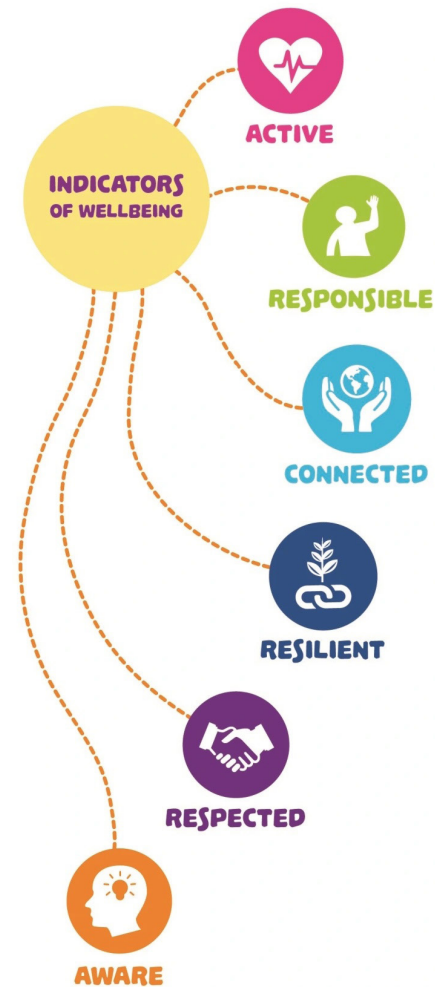 ACTIVE
INDICATORS
OF WELLBEING
RESPONSIBLE
CONNECTED
RESILIENT
RESPECTED
AWARE